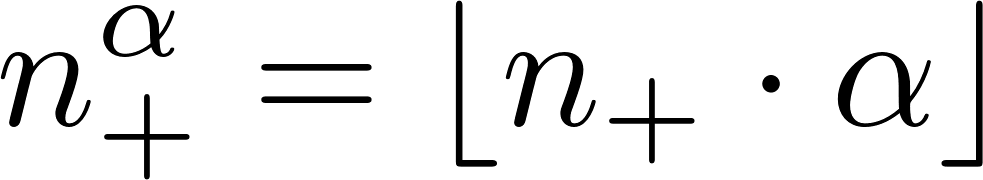 n_+^α = ⌊n_+ · α⌋